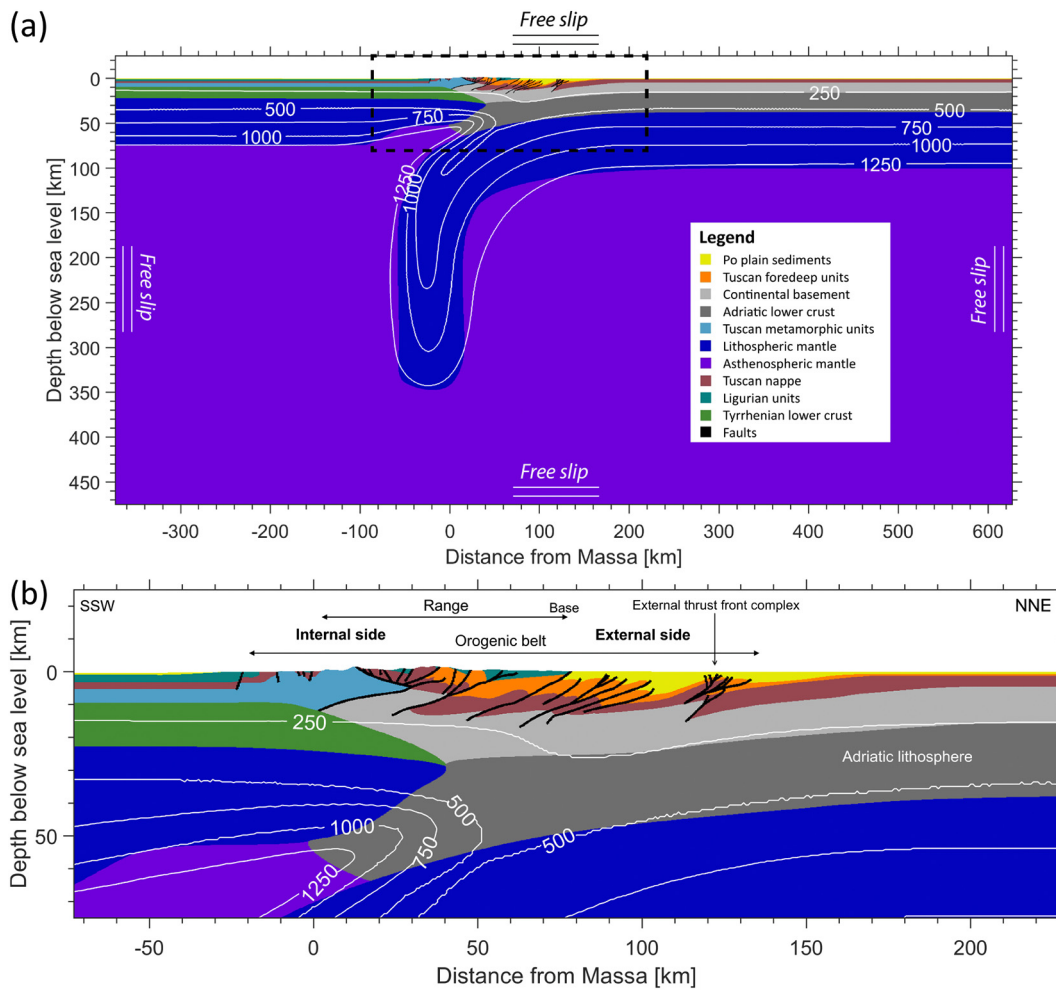 (a)
Free slip
0
50
100
150
200
250
300
350
400
450
Depth below sea level [km]
500
750
1000
1250
1000
250
500
750
1000
1250
Free slip
Free slip
Legend
Po plain sediments
Tuscan foredeep units
Continental basement
Adriatic lower crust
Tuscan metamorphic units
Lithospheric mantle
Asthenospheric mantle
Tuscan nappe
Ligurian units
Tyrrhenian lower crust
Faults
Free slip
-300 -200 -100 0 100 200 300 400 500 600
Distance from Massa [km]
(b)
SSW
Range
Base
External thrust front complex
NNE
Internal side
External side
Orogenic belt
0
50
Depth below sea level [km]
250
Adriatic lithosphere
500
1000
750
500
1250
-50 0 50 100 150 200
Distance from Massa [km]